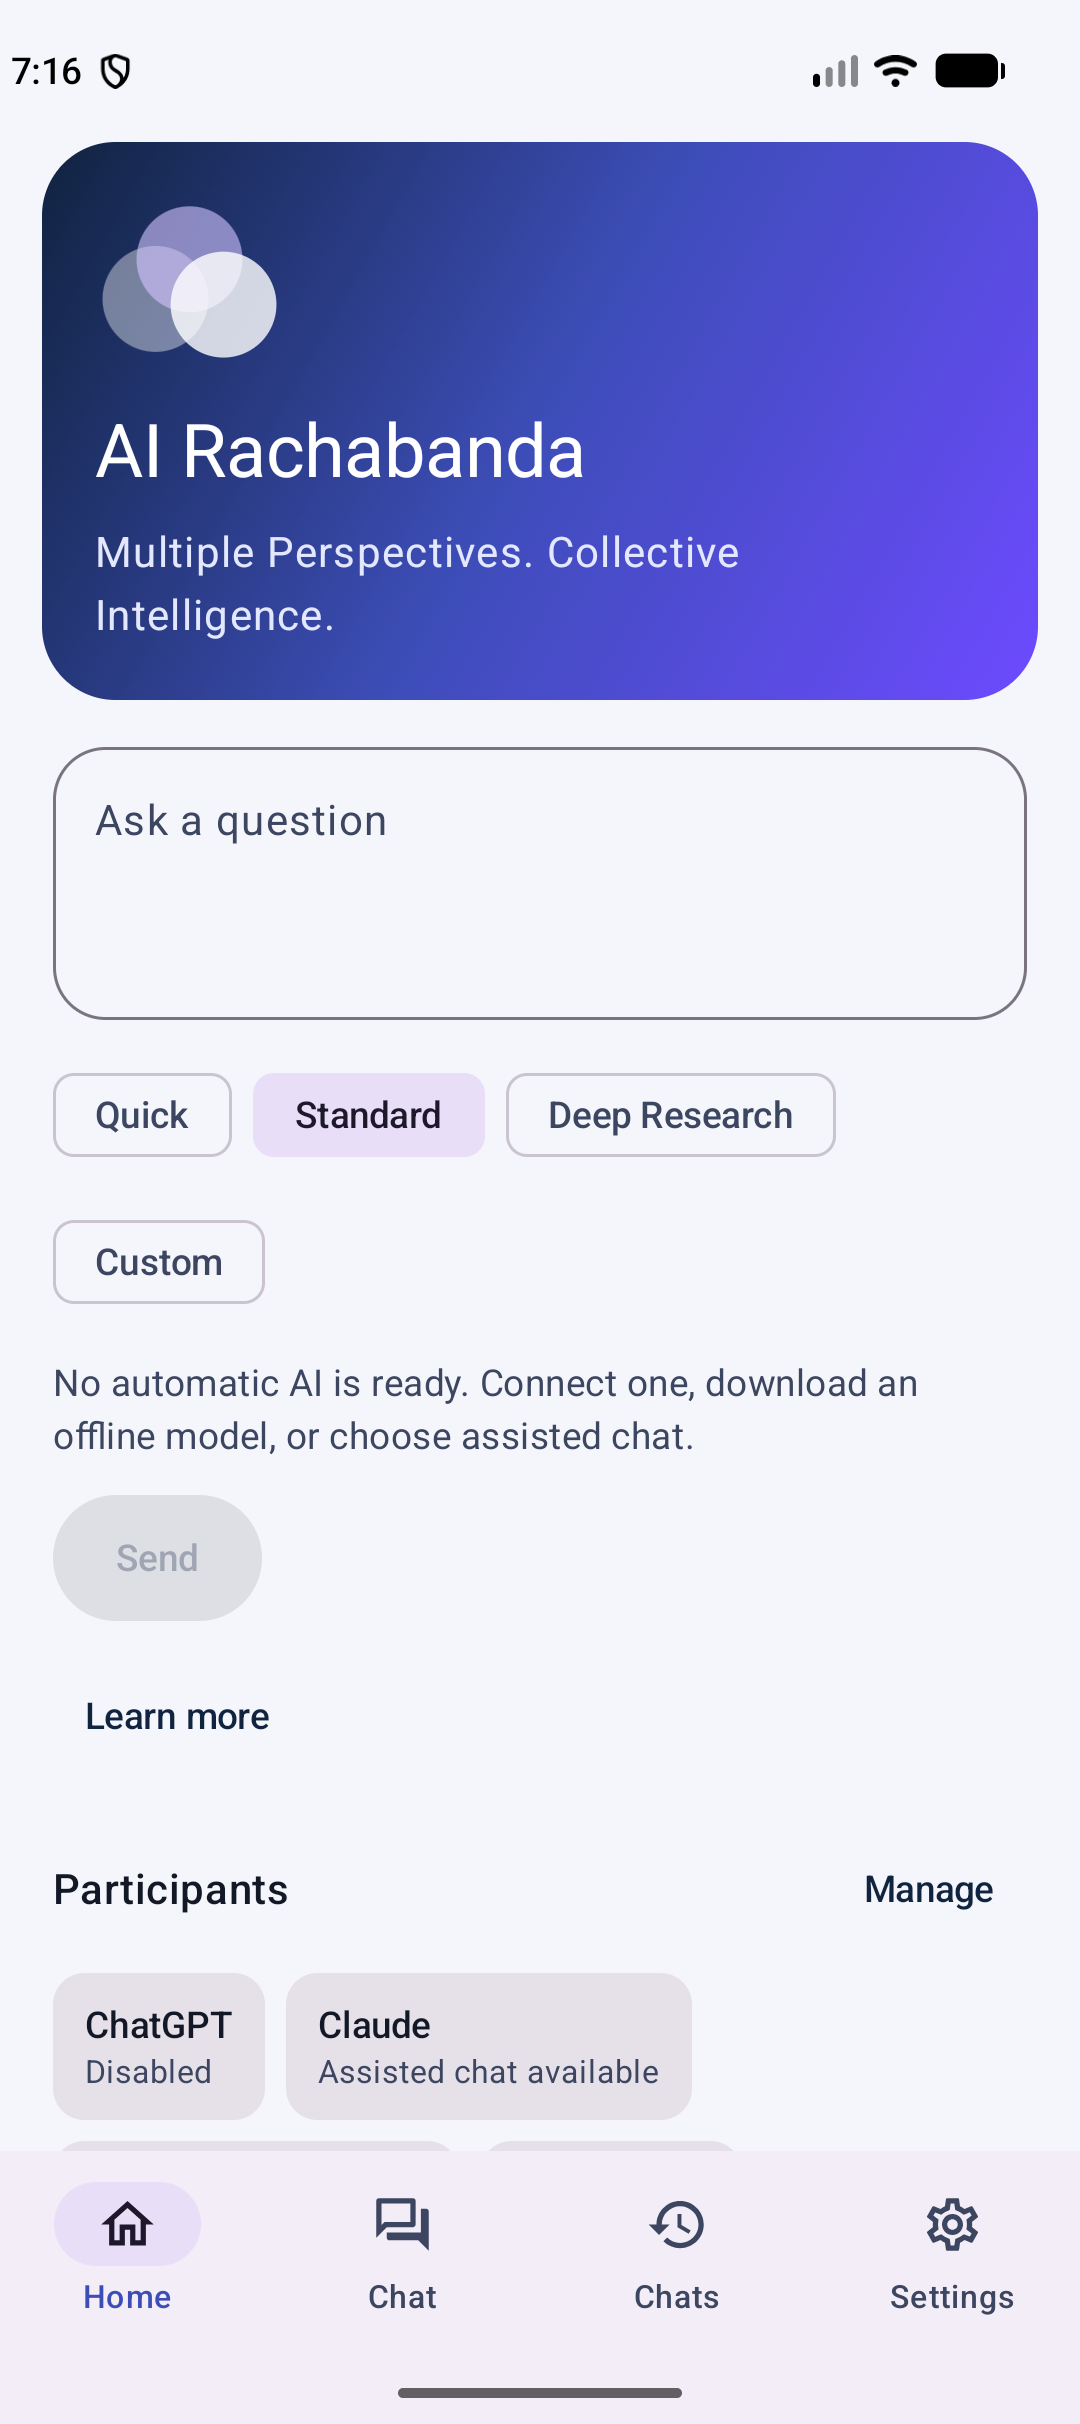 7:16
AI Rachabanda
Multiple Perspectives. Collective
Intelligence.
Ask a question
Quick
Standard
Deep Research
Custom
No automatic AI is ready. Connect one, download an
offline model, or choose assisted chat.
Send
Learn more
Participants
Manage
ChatGPT
Disabled
Claude
Assisted chat available
Home
Chat
Chats
Settings